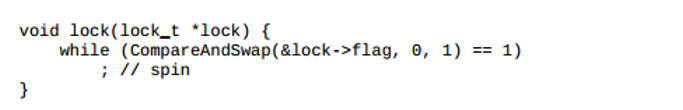 void lock(lock_t *lock) {
    while (CompareAndSwap(&lock->flag, 0, 1) == 1)
        ; // spin
}